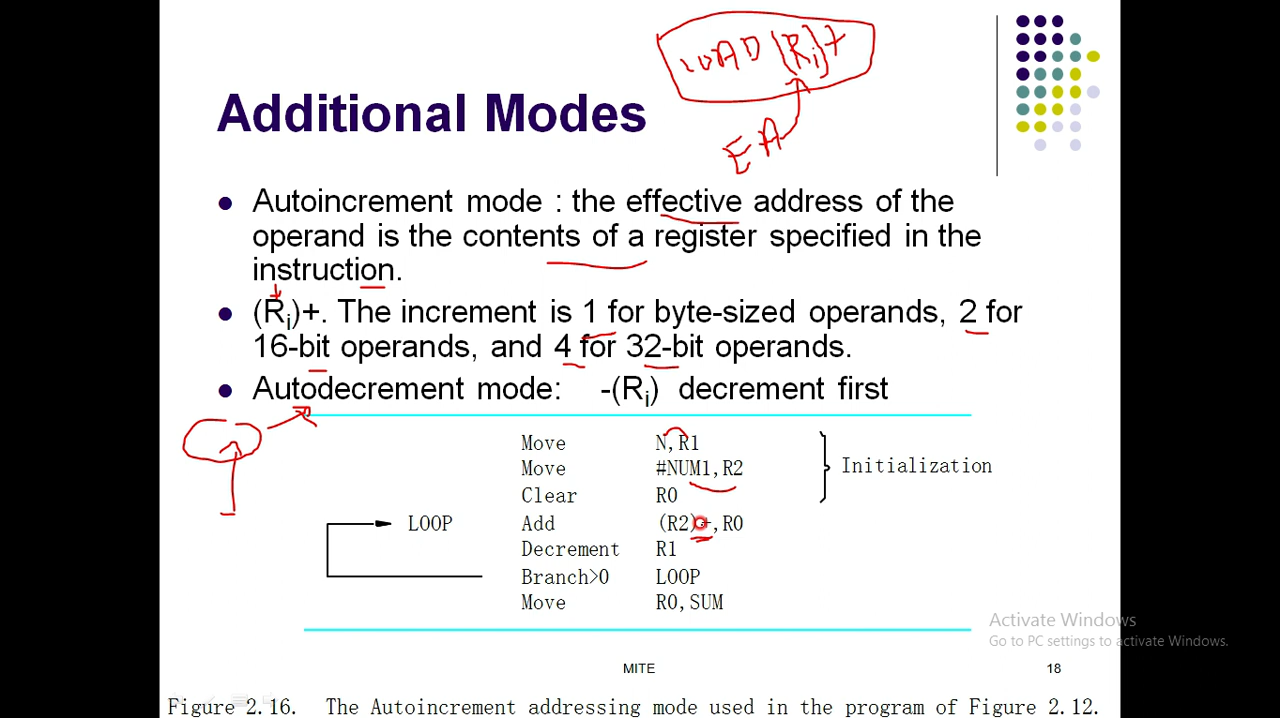 LOAD (Ri)+
Additional Modes
EA
Autoincrement mode : the effective address of the
operand is the contents of a register specified in the
instruction.
(Ri)+. The increment is 1 for byte-sized operands, 2 for
16-bit operands, and 4 for 32-bit operands.
Autodecrement mode: -(Ri) decrement first
Move N,R1
Move #NUM1,R2
Initialization
Clear R0
LOOP Add (R2)+,R0
Decrement R1
Branch>0 LOOP
Move R0,SUM
Activate Windows
Go to PC settings to activate Windows.
MITE 18
Figure 2.16. The Autoincrement addressing mode used in the program of Figure 2.12.